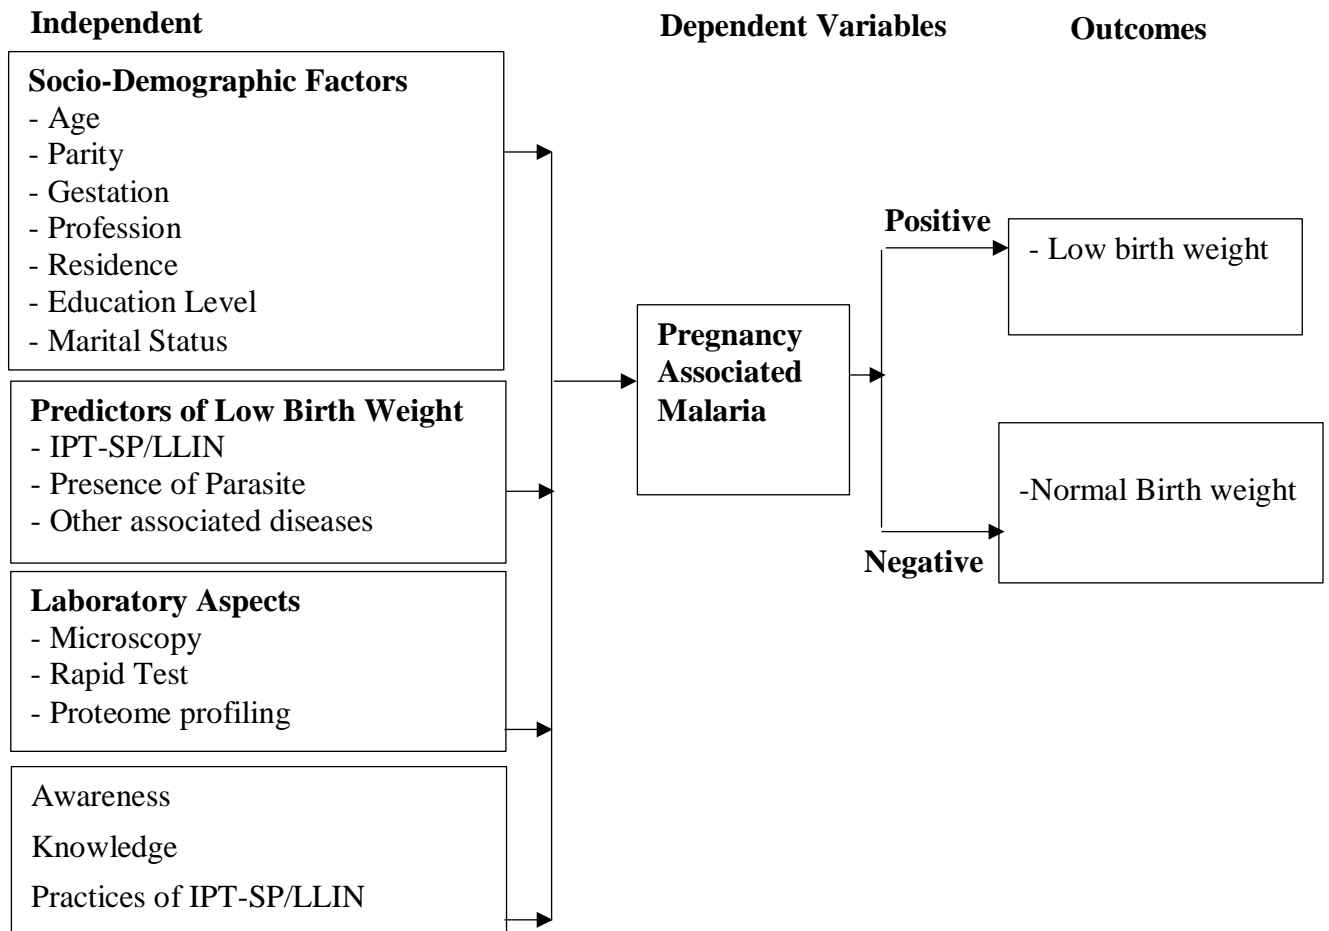 Independent
Dependent Variables
Outcomes
Socio-Demographic Factors
- Age
- Parity
- Gestation
- Profession
- Residence
- Education Level
- Marital Status
Predictors of Low Birth Weight
- IPT-SP/LLIN
- Presence of Parasite
- Other associated diseases
Laboratory Aspects
- Microscopy
- Rapid Test
- Proteome profiling
Awareness
Knowledge
Practices of IPT-SP/LLIN
Pregnancy
Associated
Malaria
Positive
- Low birth weight
-Normal Birth weight
Negative